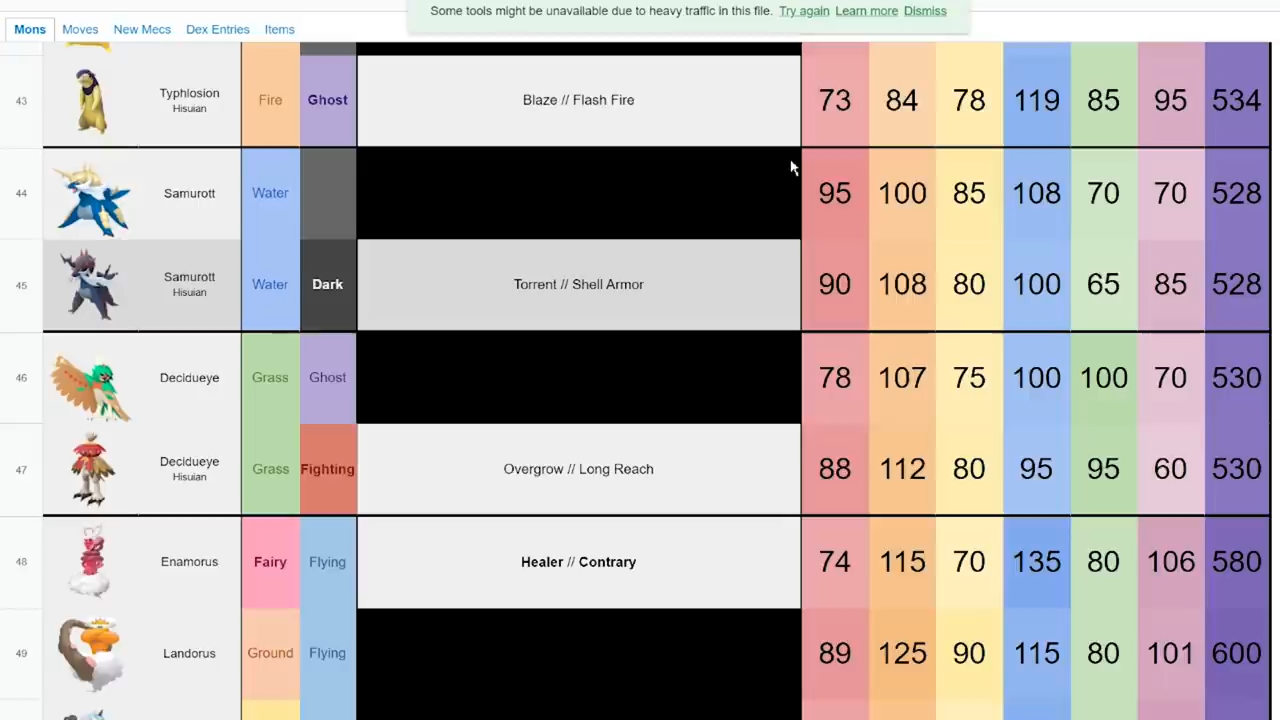 Some tools might be unavailable due to heavy traffic in this file. Try again Learn more Dismiss
Mons Moves New Mecs Dex Entries Items
43 Typhlosion Hisuian Fire Ghost Blaze // Flash Fire 73 84 78 119 85 95 534
44 Samurott Water 95 100 85 108 70 70 528
45 Samurott Hisuian Water Dark Torrent // Shell Armor 90 108 80 100 65 85 528
46 Decidueye Grass Ghost 78 107 75 100 100 70 530
47 Decidueye Hisuian Grass Fighting Overgrow // Long Reach 88 112 80 95 95 60 530
48 Enamorus Fairy Flying Healer // Contrary 74 115 70 135 80 106 580
49 Landorus Ground Flying 89 125 90 115 80 101 600